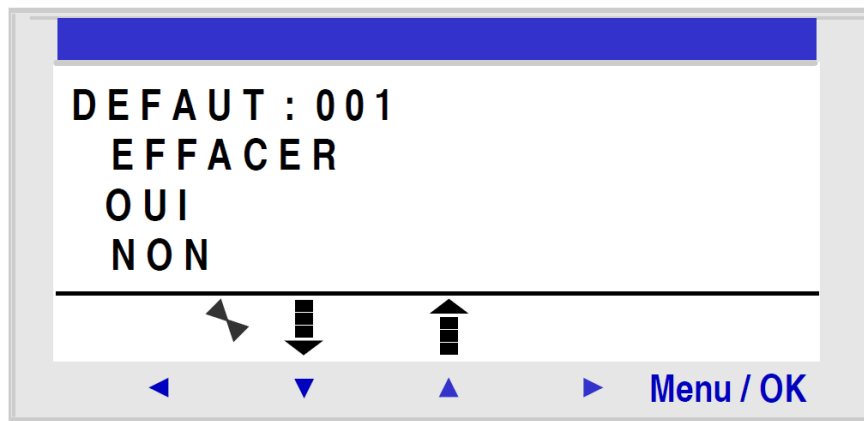 DEFAUT : 001
EFFACER
OUI
NON
Menu / OK